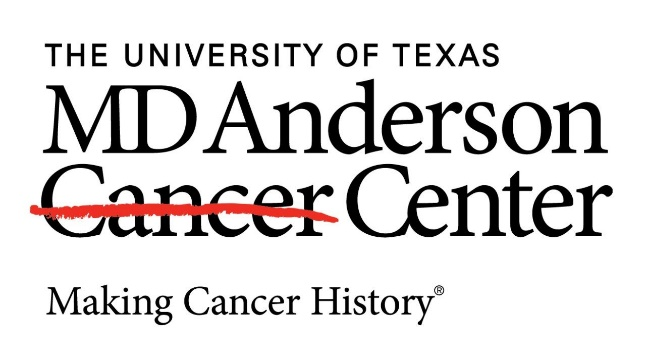 THE UNIVERSITY OF TEXAS
MD Anderson
Cancer Center
Making Cancer History®